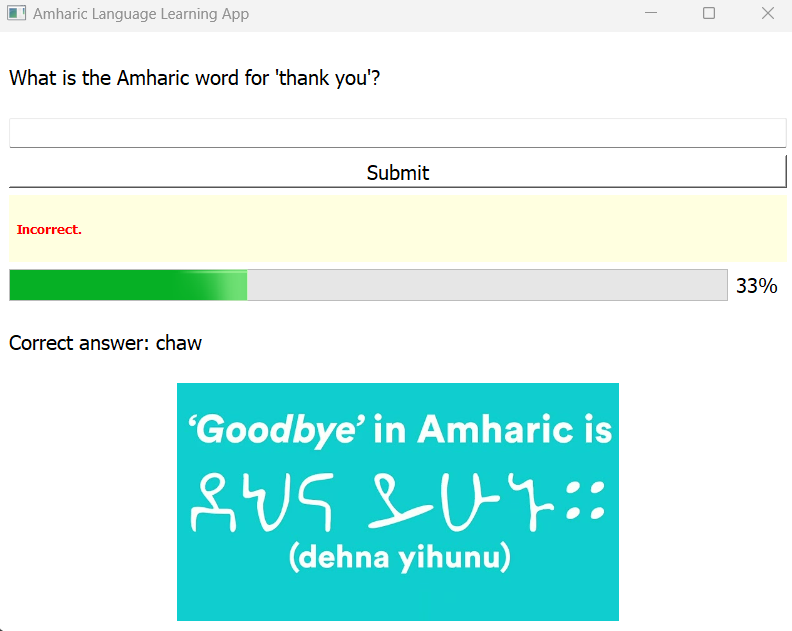 Amharic Language Learning App
What is the Amharic word for 'thank you'?
Submit
Incorrect.
33%
Correct answer: chaw
‘Goodbye’ in Amharic is
ደህና ይሁኑ።
(dehna yihunu)